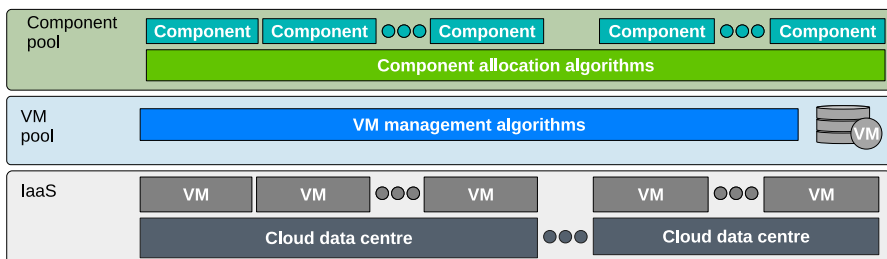 Component
pool
Component Component Component Component Component
Component allocation algorithms
VM
pool
VM management algorithms
VM
IaaS
VM VM VM VM VM
Cloud data centre Cloud data centre